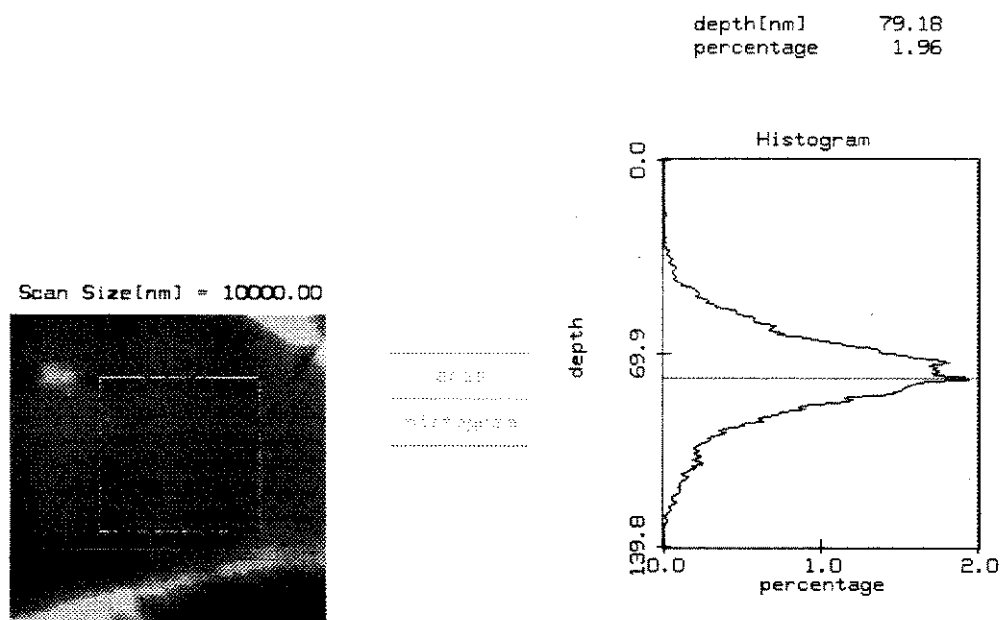 depth[nm] 79.18
percentage 1.96
Histogram
0.0
69.9
139.8
depth
0.0 1.0 2.0
percentage
Scan Size[nm] = 10000.00
Histogram